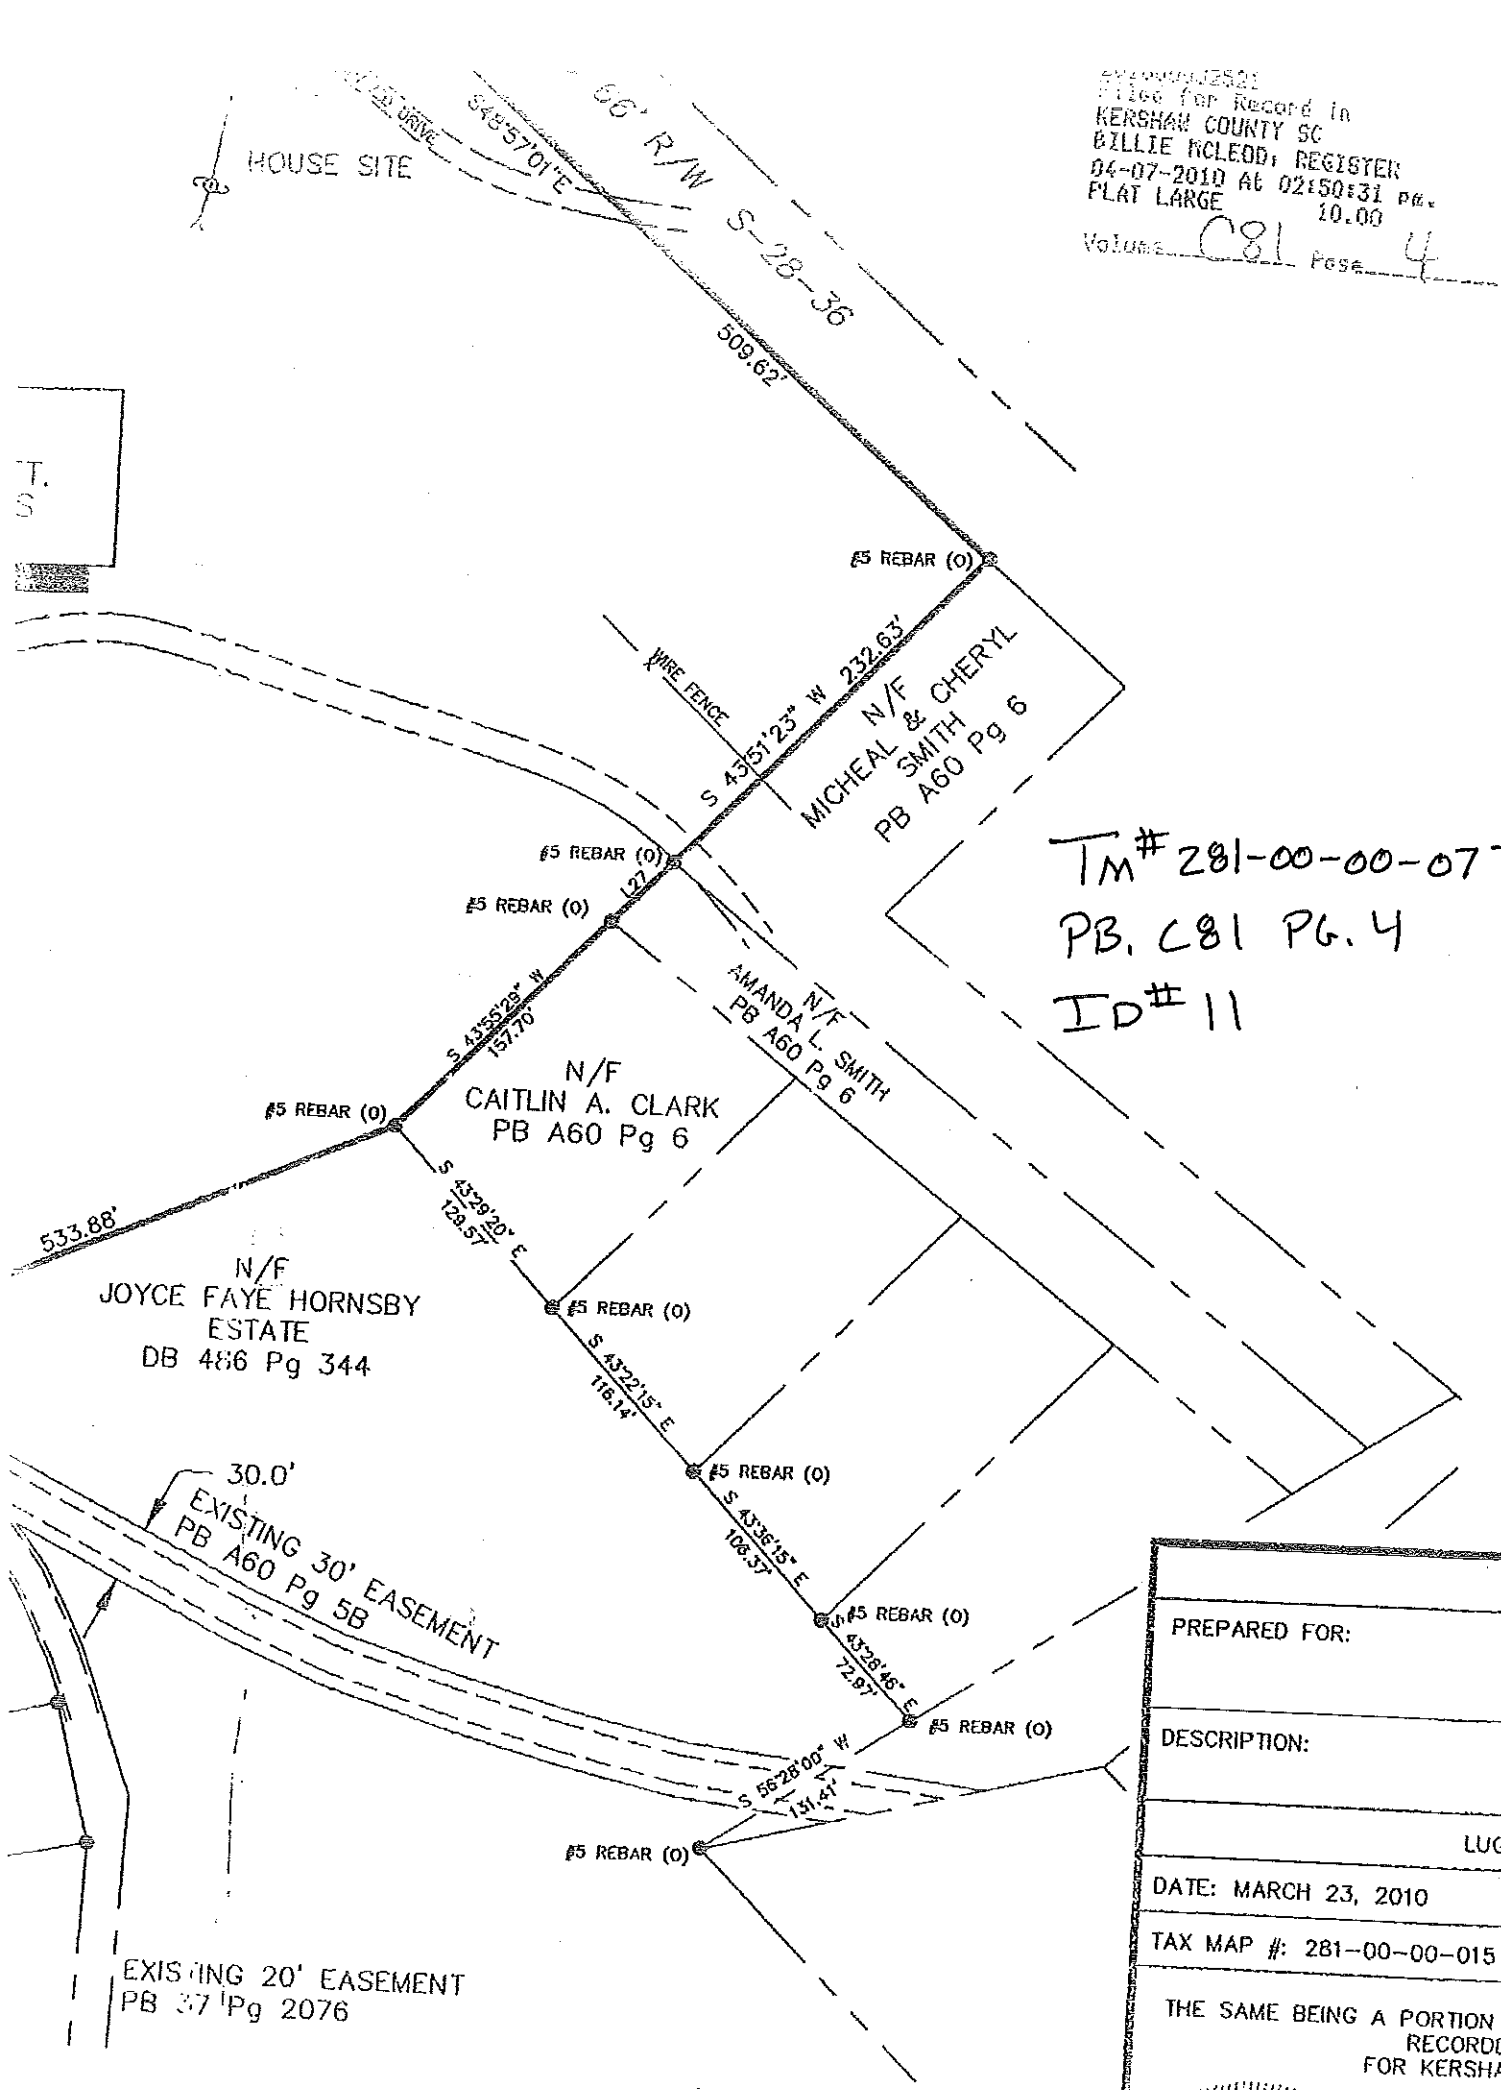 Filed for Record in
KERSHAW COUNTY SC
BILLIE MCLEOD, REGISTER
04-07-2010 At 02:50:31 pm.
PLAT LARGE 10.00
Volume C81 Page 4
DRIVE
S48°57'01"E
66' R/W S-28-36
HOUSE SITE
509.62'
T.
S
#5 REBAR (O)
WIRE FENCE
X
S 43°51'23" W 232.63'
N/F
MICHEAL & CHERYL
SMITH
PB A60 Pg 6
TM# 281-00-00-07
PB. C81 PG. 4
ID# 11
#5 REBAR (O)
L27
#5 REBAR (O)
N/F
AMANDA L. SMITH
PB A60 Pg 6
S 43°55'29" W
157.70'
N/F
CAITLIN A. CLARK
PB A60 Pg 6
#5 REBAR (O)
S 43°29'20" E
129.57'
533.88'
N/F
JOYCE FAYE HORNSBY
ESTATE
DB 486 Pg 344
#5 REBAR (O)
S 43°22'15" E
116.14'
#5 REBAR (O)
30.0'
EXISTING 30' EASEMENT
PB A60 Pg 5B
S 43°36'15" E
106.37'
#5 REBAR (O)
S 43°28'46" E
72.97'
#5 REBAR (O)
S 56°28'00" W
131.41'
#5 REBAR (O)
EXISTING 20' EASEMENT
PB 37 Pg 2076
PREPARED FOR:
DESCRIPTION:
LUG
DATE: MARCH 23, 2010
TAX MAP #: 281-00-00-015
THE SAME BEING A PORTION
RECORD
FOR KERSHA